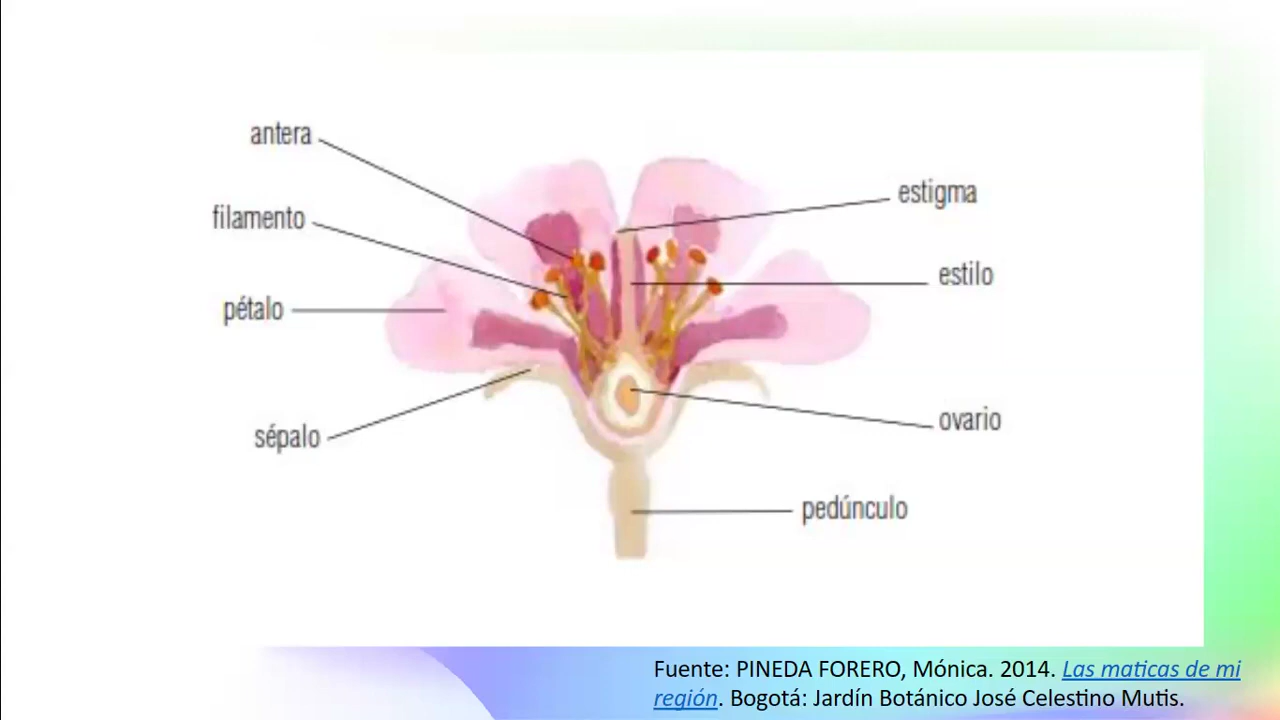 antera
estigma
filamento
estilo
pétalo
ovario
sépalo
pedúnculo
Fuente: PINEDA FORERO, Mónica. 2014. Las maticas de mi
región. Bogotá: Jardín Botánico José Celestino Mutis.